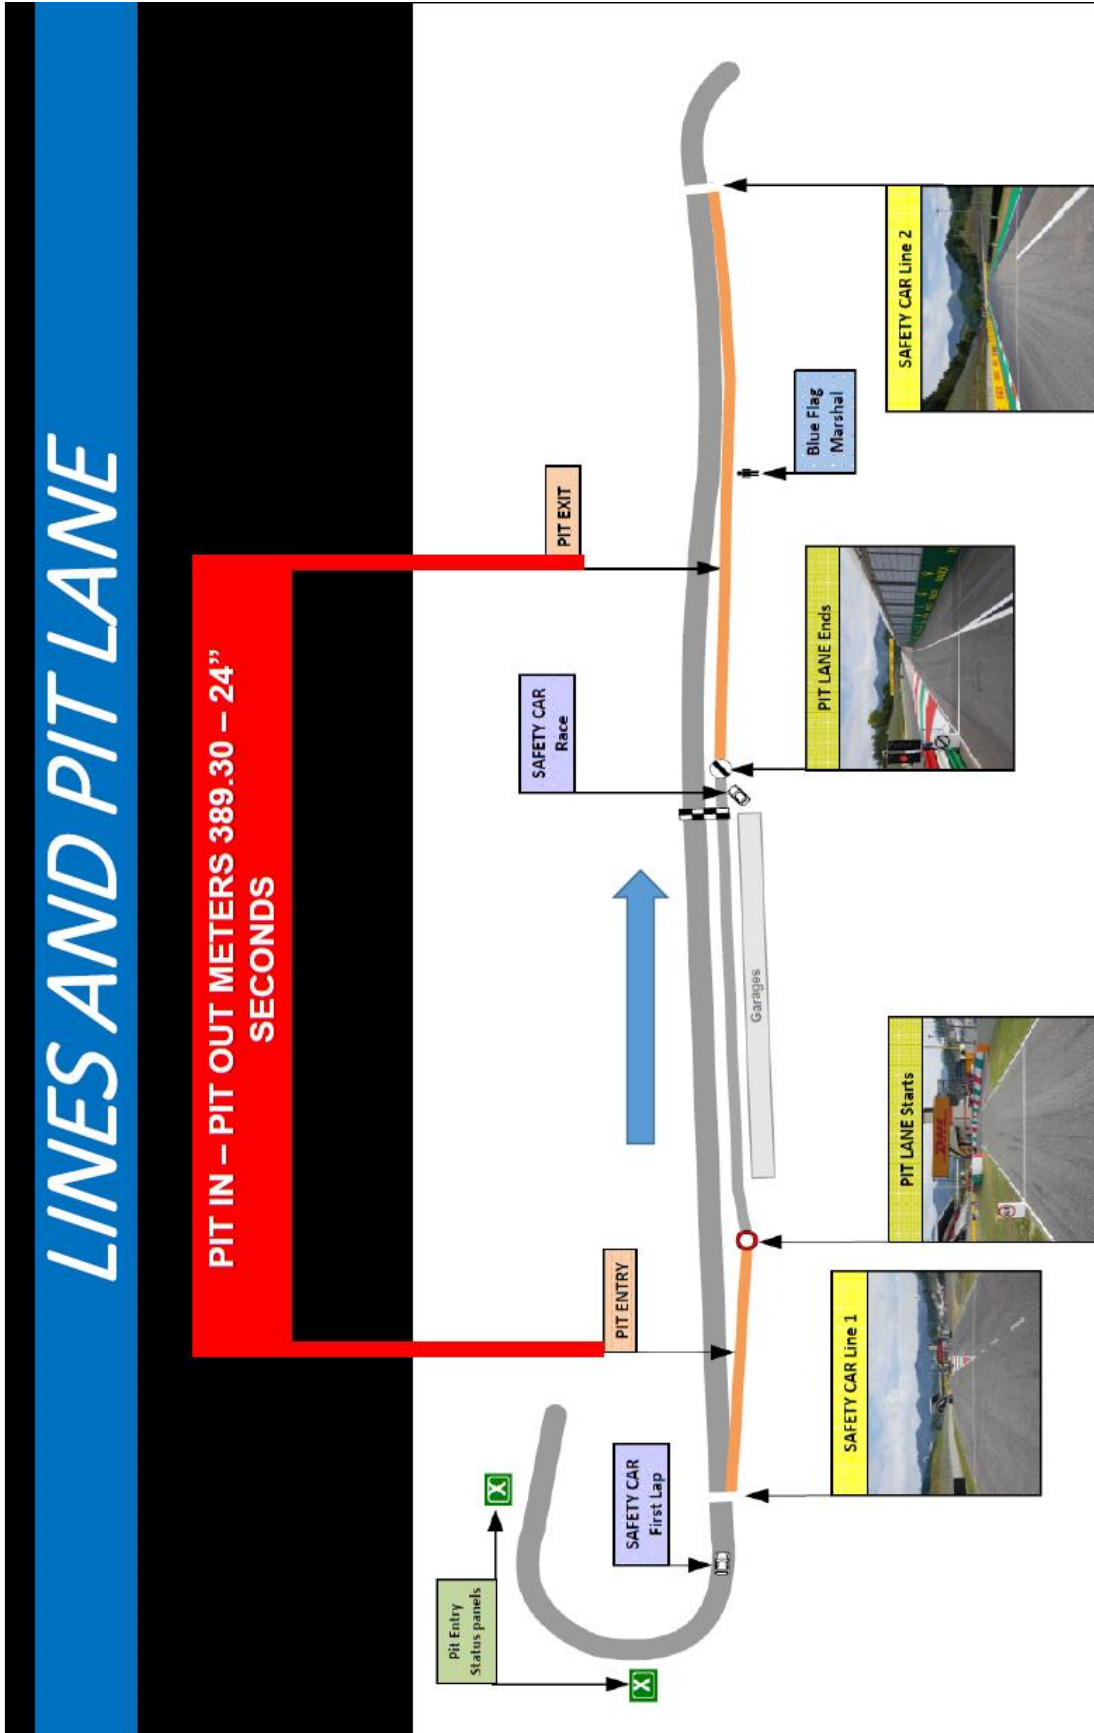 LINES AND PIT LANE
PIT IN – PIT OUT METERS 389.30 – 24”
SECONDS
Pit Entry
Status panels
X
X
SAFETY CAR
First Lap
PIT ENTRY
SAFETY CAR
Race
PIT EXIT
Garages
SAFETY CAR Line 1
PIT LANE Starts
DHL
PIT LANE Ends
Blue Flag
Marshal
SAFETY CAR Line 2